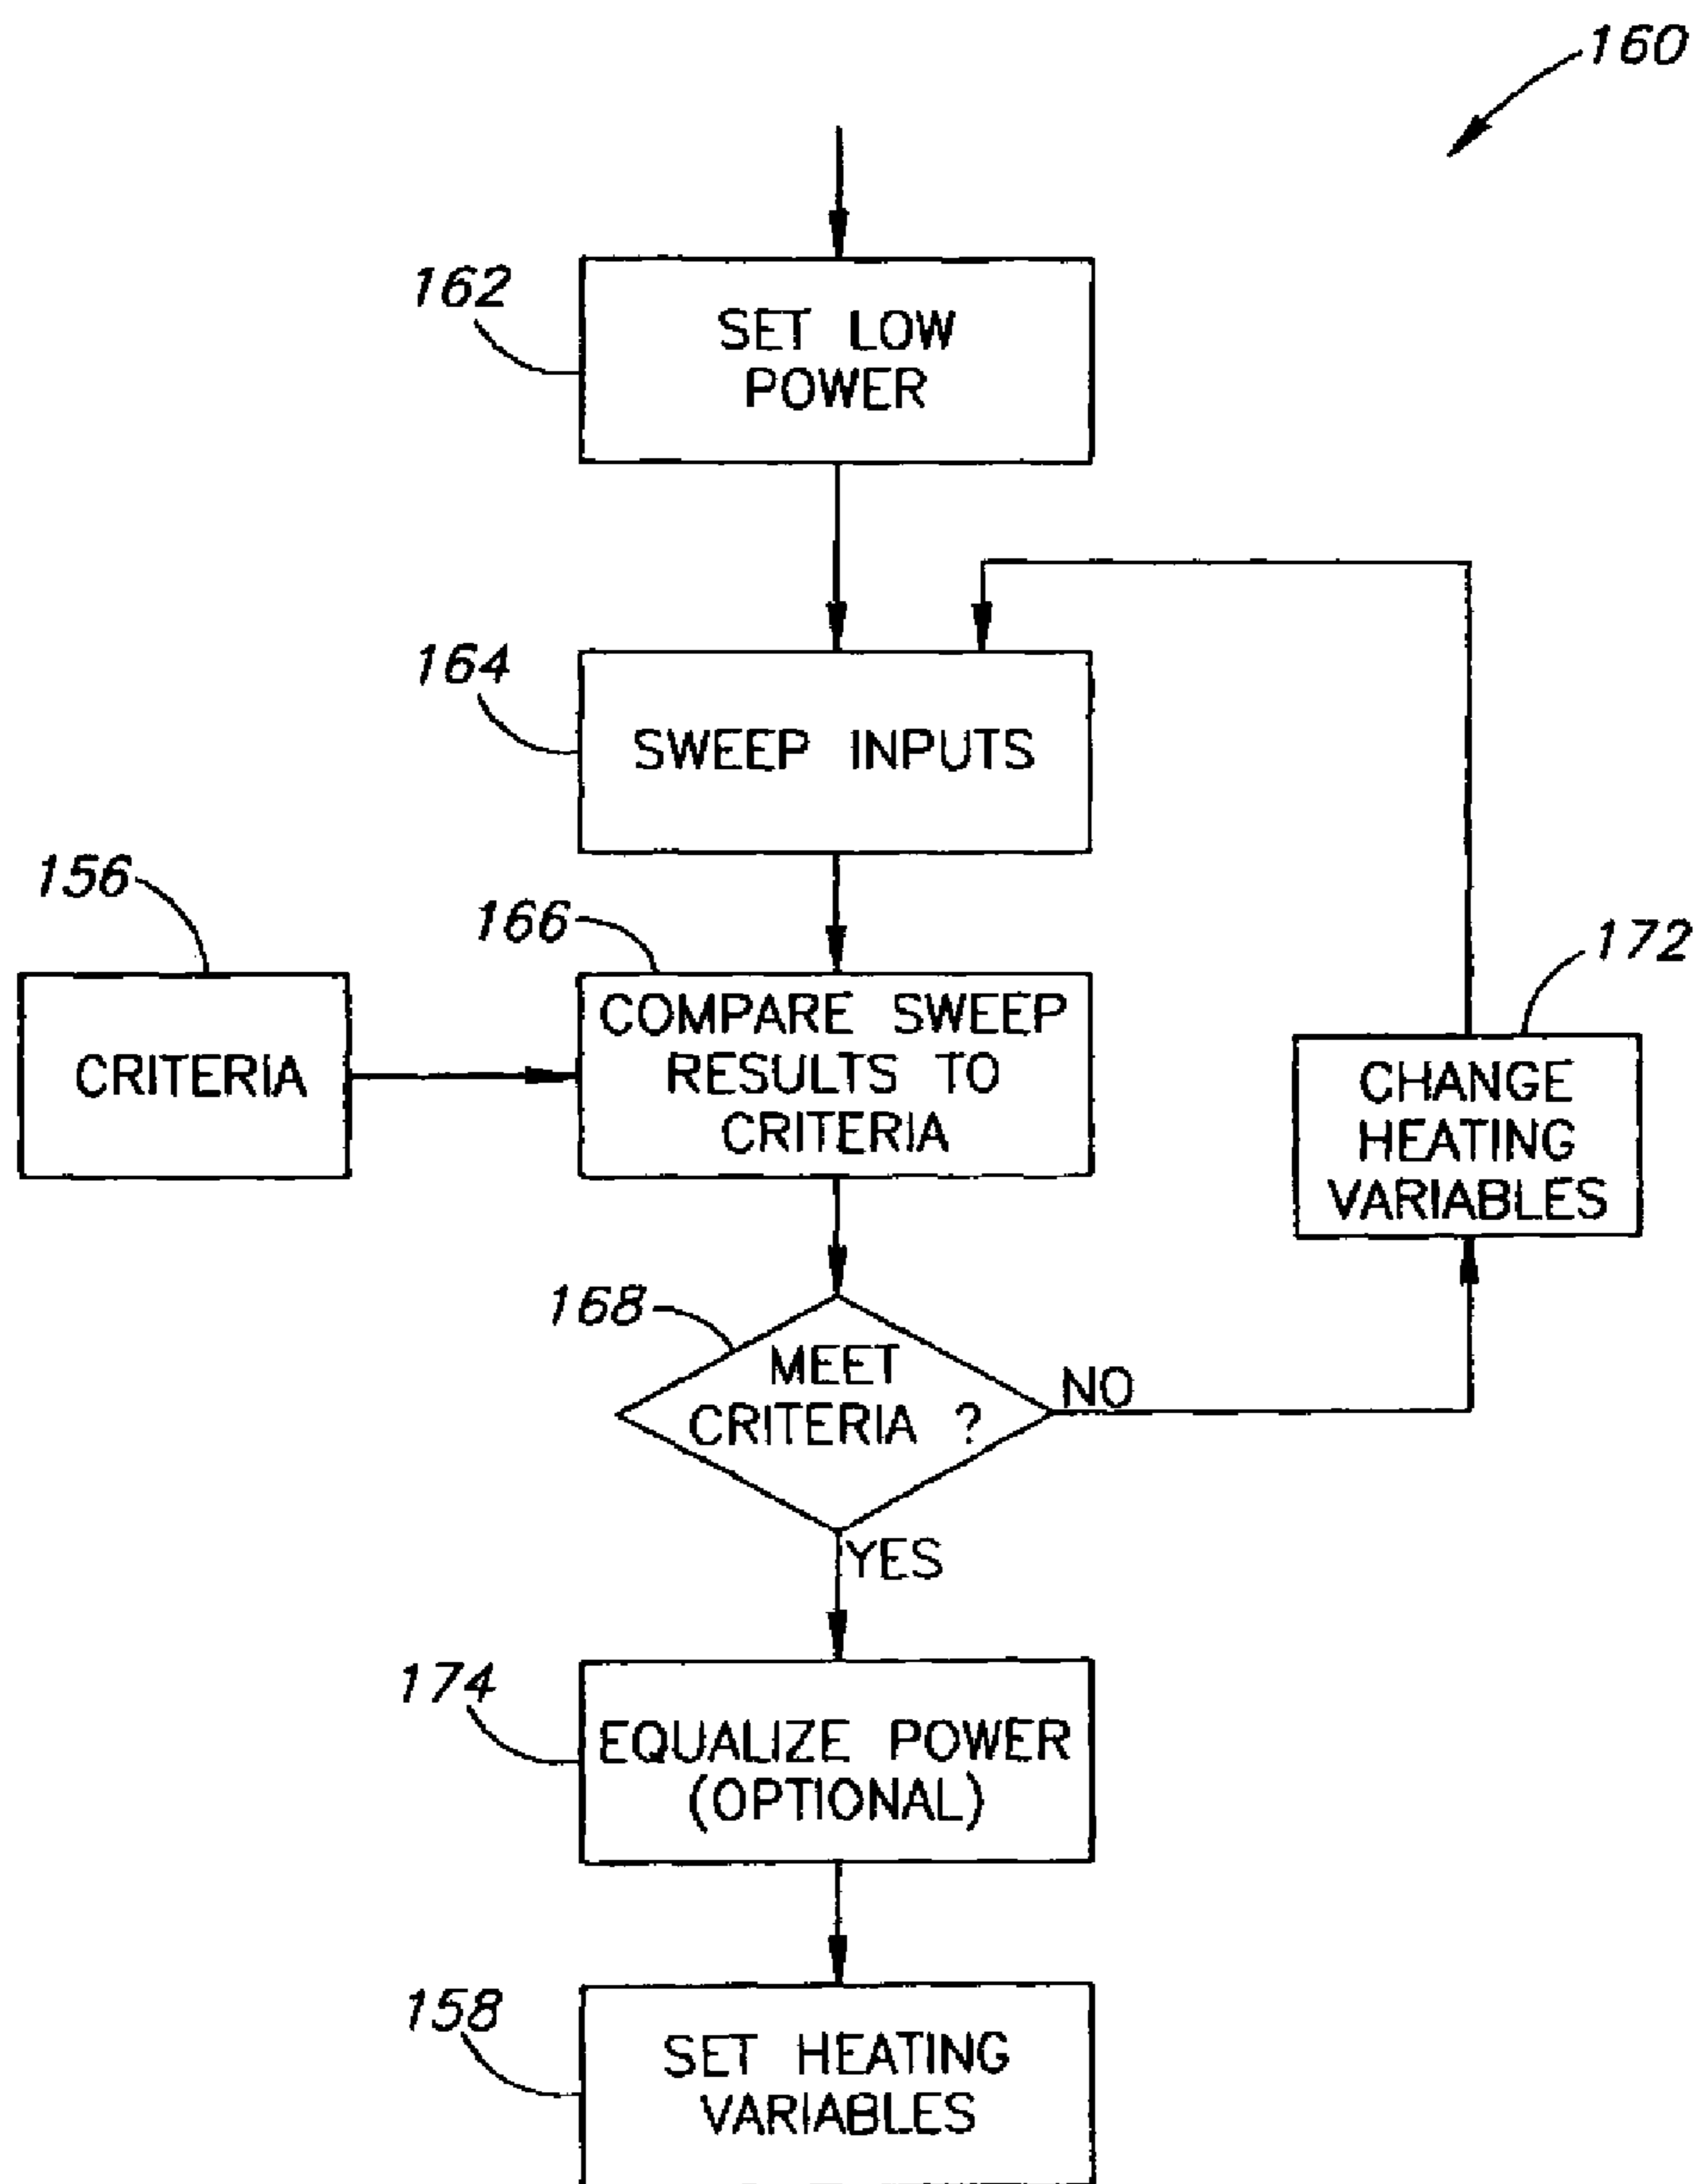 160
162
SET LOW
POWER
164
SWEEP INPUTS
156
CRITERIA
166
COMPARE SWEEP
RESULTS TO
CRITERIA
172
CHANGE
HEATING
VARIABLES
168
MEET
CRITERIA ?
NO
YES
174
EQUALIZE POWER
(OPTIONAL)
158
SET HEATING
VARIABLES